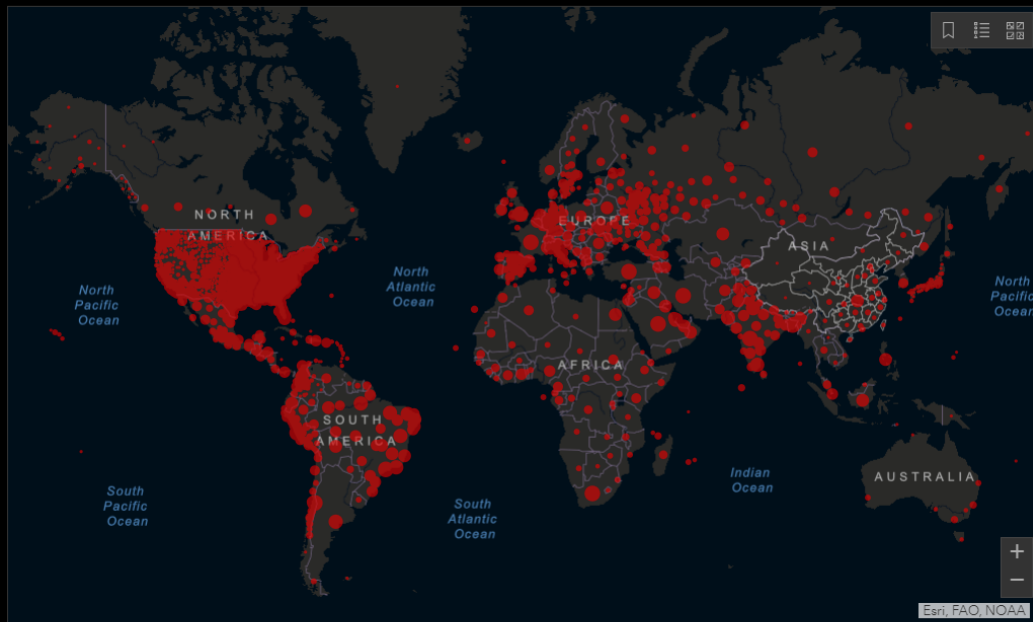 NORTH
AMERICA
EUROPE
ASIA
North
Pacific
Ocean
North
Atlantic
Ocean
North
Pacific
Ocean
AFRICA
SOUTH
AMERICA
South
Pacific
Ocean
South
Atlantic
Ocean
Indian
Ocean
AUSTRALIA
+
−
Esri, FAO, NOAA